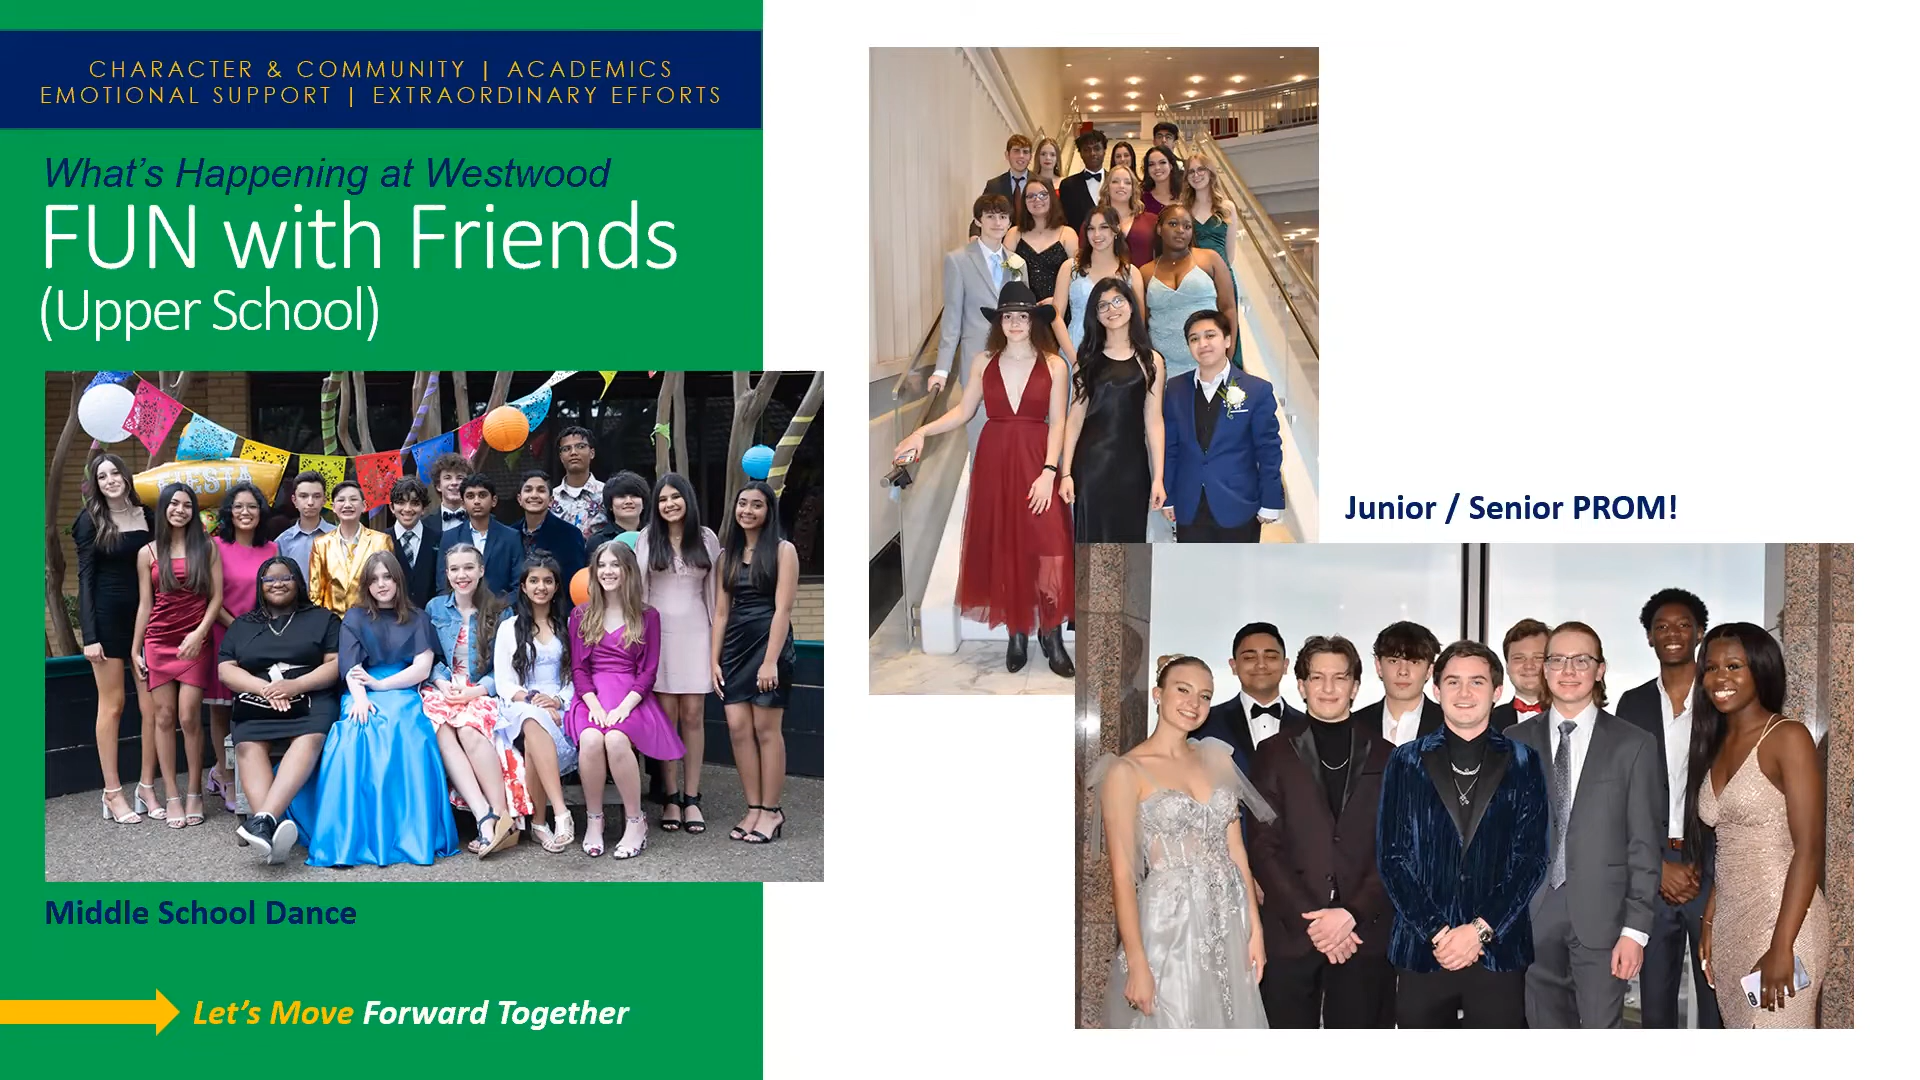 CHARACTER & COMMUNITY | ACADEMICS
EMOTIONAL SUPPORT | EXTRAORDINARY EFFORTS
What's Happening at Westwood
FUN with Friends
(Upper School)
FIESTA
Middle School Dance
Junior / Senior PROM!
Let's Move Forward Together